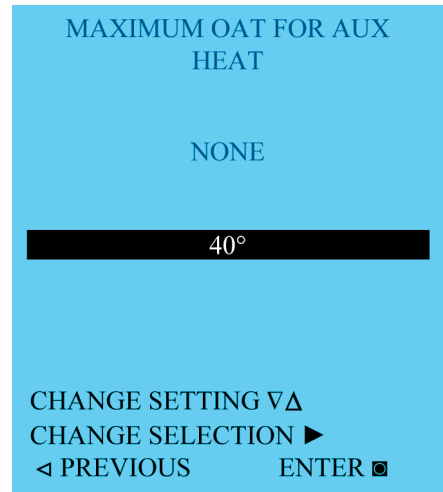 MAXIMUM OAT FOR AUX
HEAT
NONE
40°
CHANGE SETTING ∇Δ
CHANGE SELECTION ►
⊲ PREVIOUS ENTER ◙